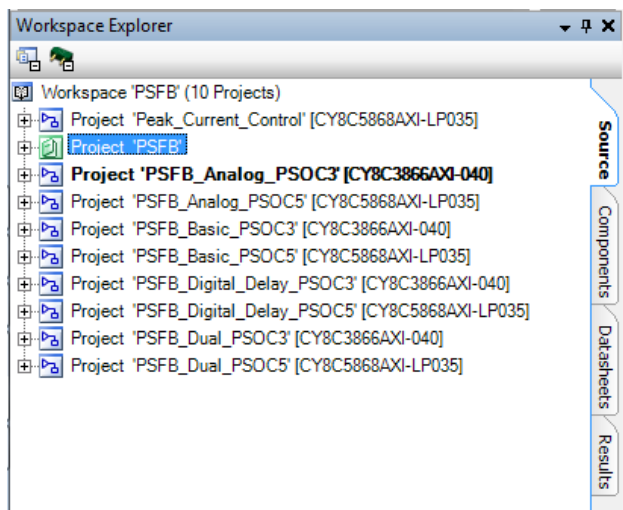 Workspace Explorer
Workspace 'PSFB' (10 Projects)
Project 'Peak_Current_Control' [CY8C5868AXI-LP035]
Project 'PSFB'
Project 'PSFB_Analog_PSOC3' [CY8C3866AXI-040]
Project 'PSFB_Analog_PSOC5' [CY8C5868AXI-LP035]
Project 'PSFB_Basic_PSOC3' [CY8C3866AXI-040]
Project 'PSFB_Basic_PSOC5' [CY8C5868AXI-LP035]
Project 'PSFB_Digital_Delay_PSOC3' [CY8C3866AXI-040]
Project 'PSFB_Digital_Delay_PSOC5' [CY8C5868AXI-LP035]
Project 'PSFB_Dual_PSOC3' [CY8C3866AXI-040]
Project 'PSFB_Dual_PSOC5' [CY8C5868AXI-LP035]
Source
Components
Datasheets
Results